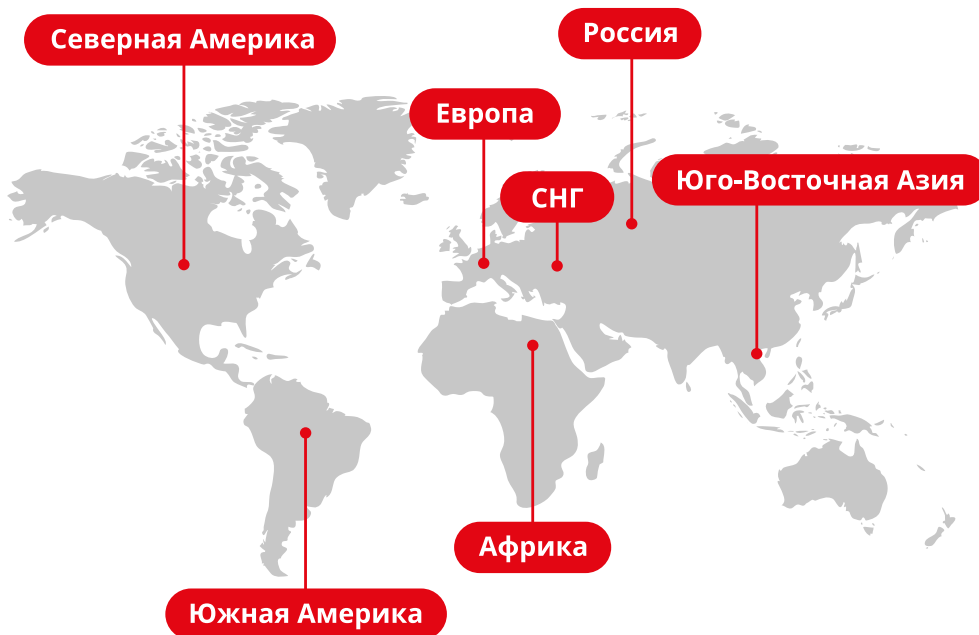 Северная Америка
Россия
Европа
Юго-Восточная Азия
СНГ
Африка
Южная Америка